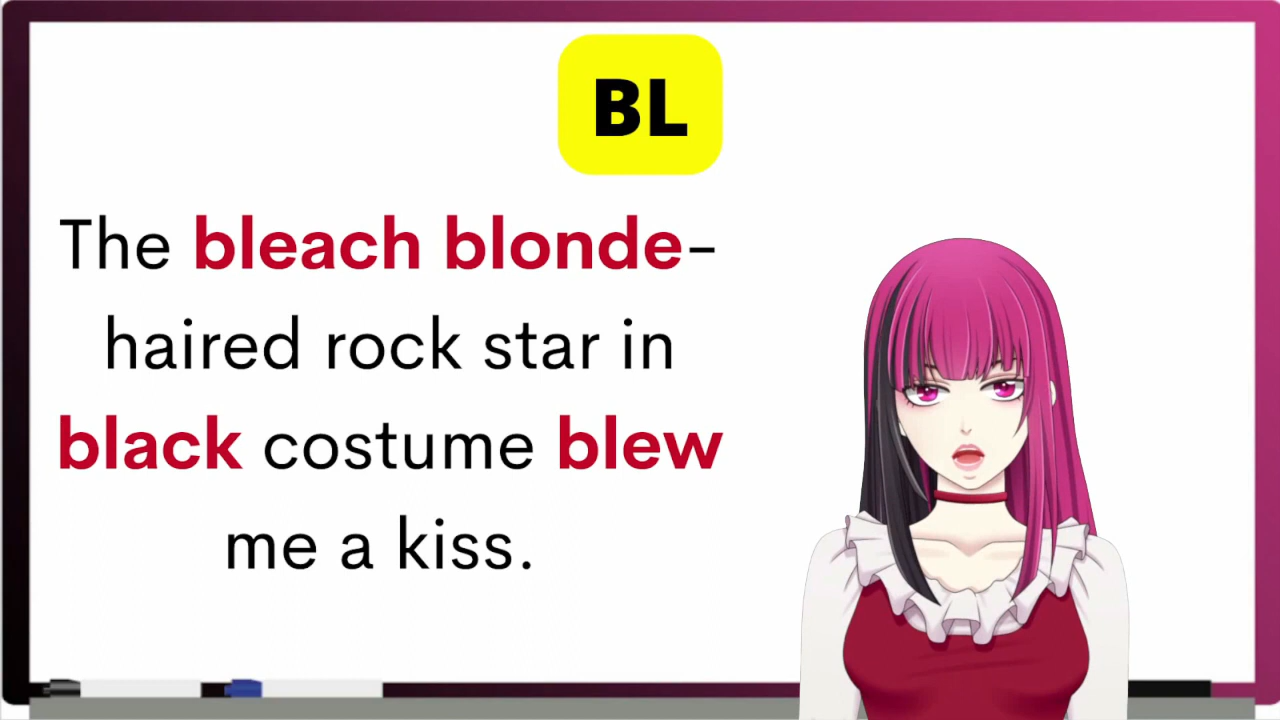 BL
The bleach blonde-
haired rock star in
black costume blew
me a kiss.